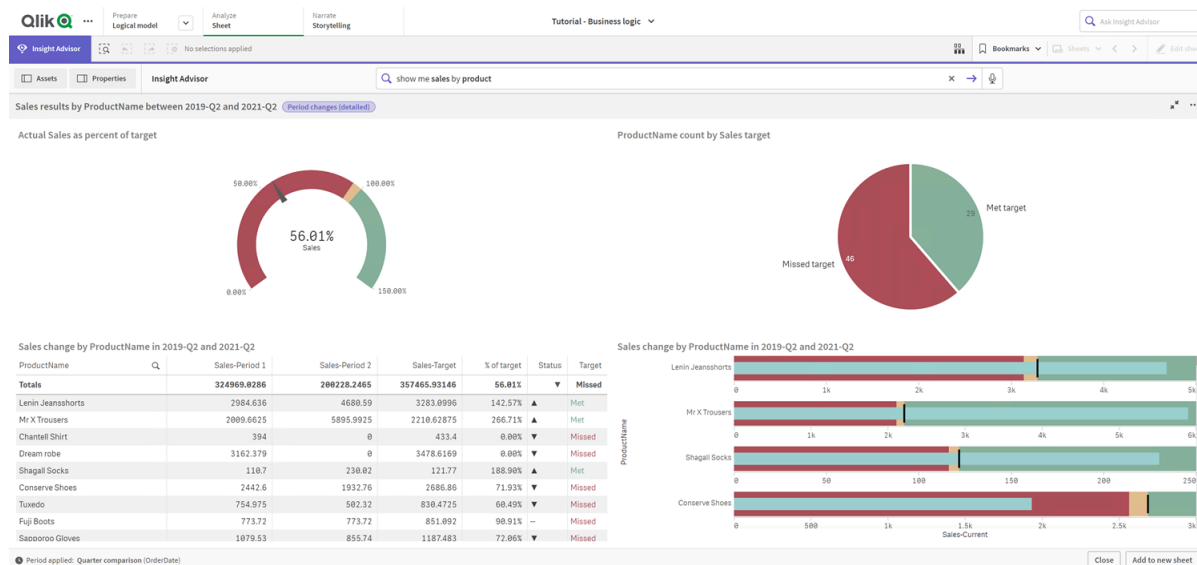 Qlik Q ··· Prepare Analyze Narrate
Logical model Sheet Storytelling Tutorial - Business logic Ask Insight Advisor
Insight Advisor No selections applied Bookmarks Sheets Edit she
Assets Properties Insight Advisor show me sales by product
Sales results by ProductName between 2019-Q2 and 2021-Q2 Period changes (detailed)
Actual Sales as percent of target
50.00% 100.00%
56.01%
Sales
0.00% 150.00%
ProductName count by Sales target
29 Met target
Missed target 46
Sales change by ProductName in 2019-Q2 and 2021-Q2
ProductName Sales-Period 1 Sales-Period 2 Sales-Target % of target Status Target
Totals 324969.0286 200228.2465 357465.93146 56.01% ▼ Missed
Lenin Jeansshorts 2984.636 4680.59 3283.0996 142.57% ▲ Met
Mr X Trousers 2009.6625 5895.9925 2210.62875 266.71% ▲ Met
Chantell Shirt 394 0 433.4 0.00% ▼ Missed
Dream robe 3162.379 0 3478.6169 0.00% ▼ Missed
Shagall Socks 110.7 230.02 121.77 188.90% ▲ Met
Conserve Shoes 2442.6 1932.76 2686.86 71.93% ▼ Missed
Tuxedo 754.975 502.32 830.4725 60.49% ▼ Missed
Fuji Boots 773.72 773.72 851.092 90.91% -- Missed
Sapporoo Gloves 1079.53 855.74 1187.483 72.06% ▼ Missed
Sales change by ProductName in 2019-Q2 and 2021-Q2
ProductName
Lenin Jeansshorts
0 1k 2k 3k 4k 5k
Mr X Trousers
0 1k 2k 3k 4k 5k 6k
Shagall Socks
0 50 100 150 200 250
Conserve Shoes
0 500 1k 1.5k 2k 2.5k 3k
Sales-Current
Period applied: Quarter comparison (OrderDate) Close Add to new sheet